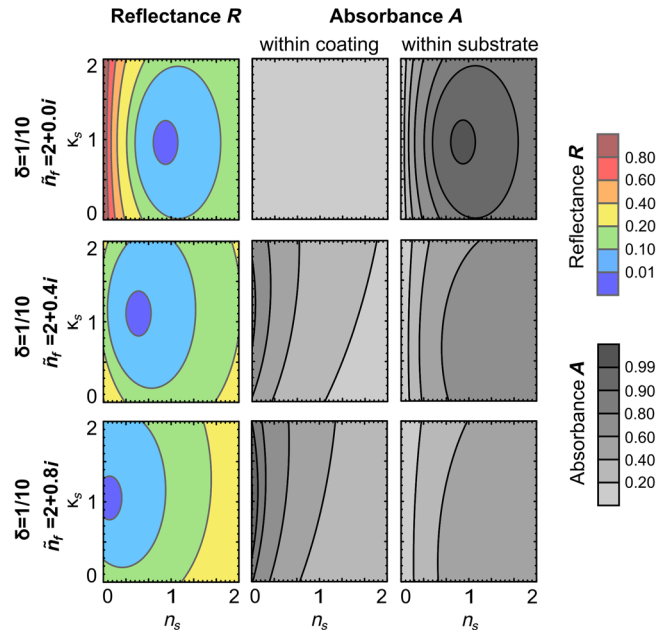 Reflectance R
Absorbance A
within coating
within substrate
δ=1/10
ñf =2+0.0i
κs
2
1
0
δ=1/10
ñf =2+0.4i
κs
2
1
0
δ=1/10
ñf =2+0.8i
κs
2
1
0
0 1 2
0 1 2
0 1 2
ns
ns
ns
Reflectance R
0.80
0.60
0.40
0.20
0.10
0.01
Absorbance A
0.99
0.90
0.80
0.60
0.40
0.20